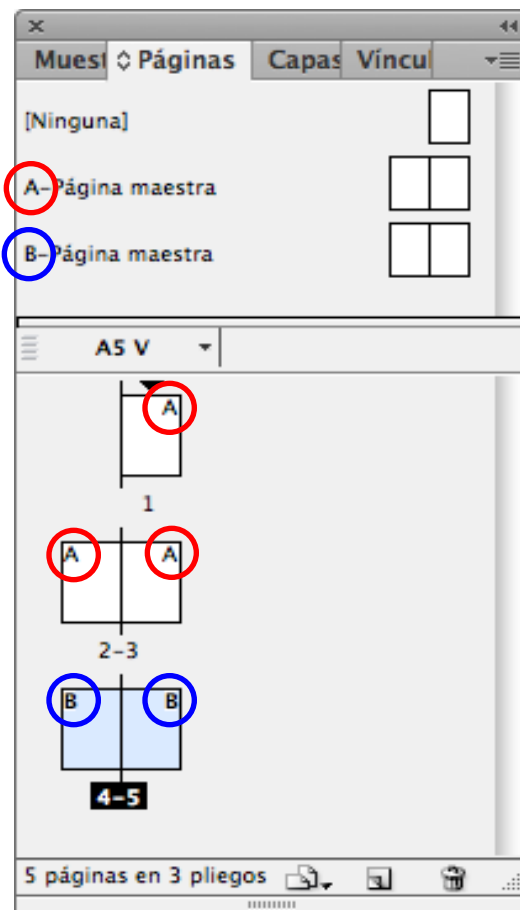 Muest Páginas Capas Víncul
[Ninguna]
A-Página maestra
B-Página maestra
A5 V
A
1
A A
2-3
B B
4-5
5 páginas en 3 pliegos